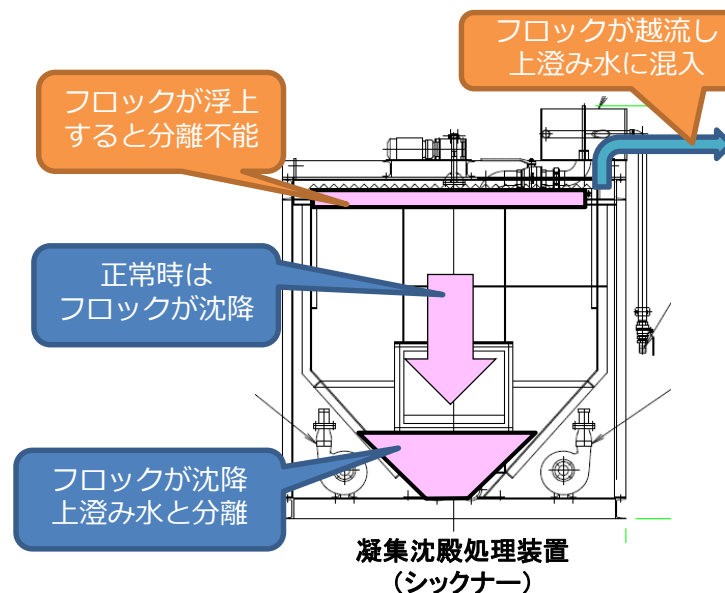 フロックが越流し
上澄み水に混入
フロックが浮上
すると分離不能
正常時は
フロックが沈降
フロックが沈降
上澄み水と分離
凝集沈殿処理装置
（シックナー）